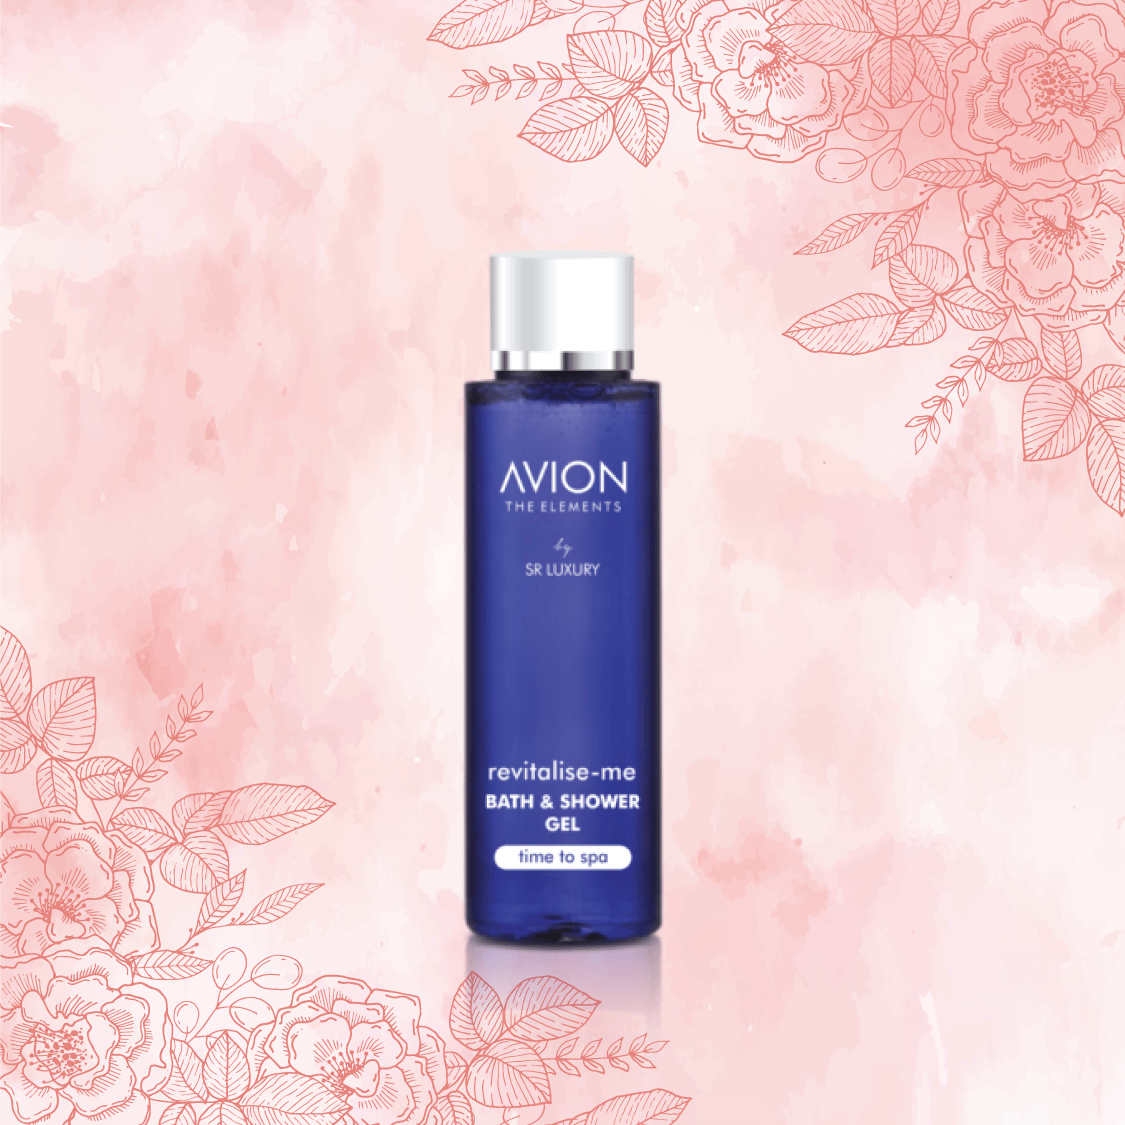 AVION
THE ELEMENTS
by
SR LUXURY
revitalise-me
BATH & SHOWER
GEL
time to spa